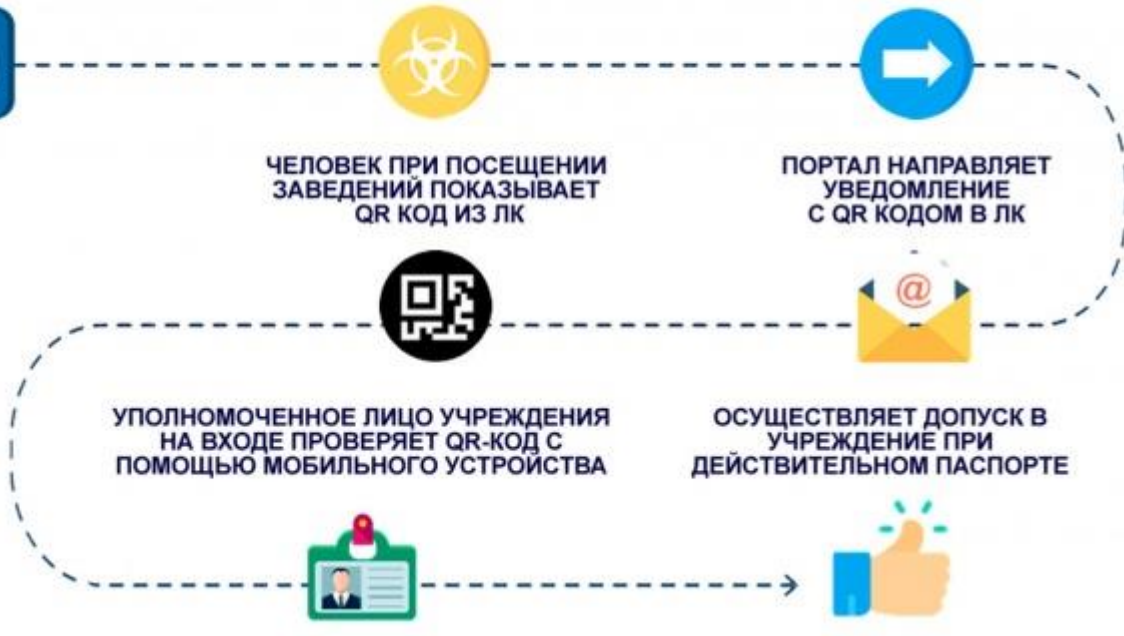 ЧЕЛОВЕК ПРИ ПОСЕЩЕНИИ
ЗАВЕДЕНИЙ ПОКАЗЫВАЕТ
QR КОД ИЗ ЛК
ПОРТАЛ НАПРАВЛЯЕТ
УВЕДОМЛЕНИЕ
С QR КОДОМ В ЛК
@
УПОЛНОМОЧЕННОЕ ЛИЦО УЧРЕЖДЕНИЯ
НА ВХОДЕ ПРОВЕРЯЕТ QR-КОД С
ПОМОЩЬЮ МОБИЛЬНОГО УСТРОЙСТВА
ОСУЩЕСТВЛЯЕТ ДОПУСК В
УЧРЕЖДЕНИЕ ПРИ
ДЕЙСТВИТЕЛЬНОМ ПАСПОРТЕ